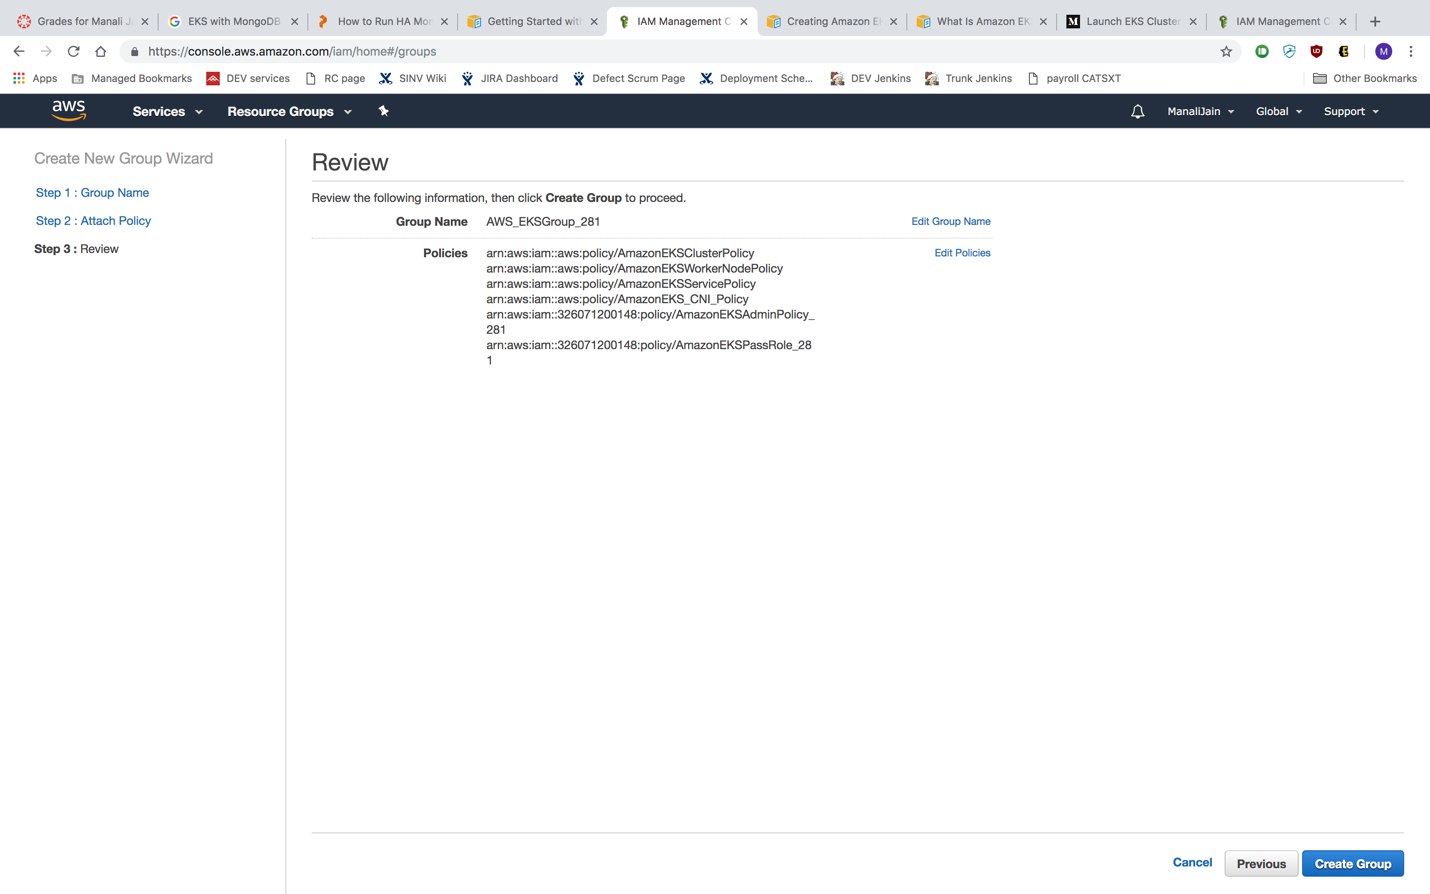 Grades for Manali J
EKS with MongoDB
How to Run HA Mon
Getting Started with
IAM Management C
Creating Amazon E
What Is Amazon EK
M Launch EKS Cluster
IAM Management C
https://console.aws.amazon.com/iam/home#/groups
M
Apps Managed Bookmarks DEV services RC page SINV Wiki JIRA Dashboard Defect Scrum Page Deployment Sche... DEV Jenkins Trunk Jenkins payroll CATSXT Other Bookmarks
aws Services Resource Groups ManaliJain Global Support
Create New Group Wizard
Step 1 : Group Name
Step 2 : Attach Policy
Step 3 : Review
Review
Review the following information, then click Create Group to proceed.
Group Name AWS_EKSGroup_281 Edit Group Name
Policies arn:aws:iam::aws:policy/AmazonEKSClusterPolicy Edit Policies
arn:aws:iam::aws:policy/AmazonEKSWorkerNodePolicy
arn:aws:iam::aws:policy/AmazonEKSServicePolicy
arn:aws:iam::aws:policy/AmazonEKS_CNI_Policy
arn:aws:iam::326071200148:policy/AmazonEKSAdminPolicy_
281
arn:aws:iam::326071200148:policy/AmazonEKSPassRole_28
1
Cancel Previous Create Group